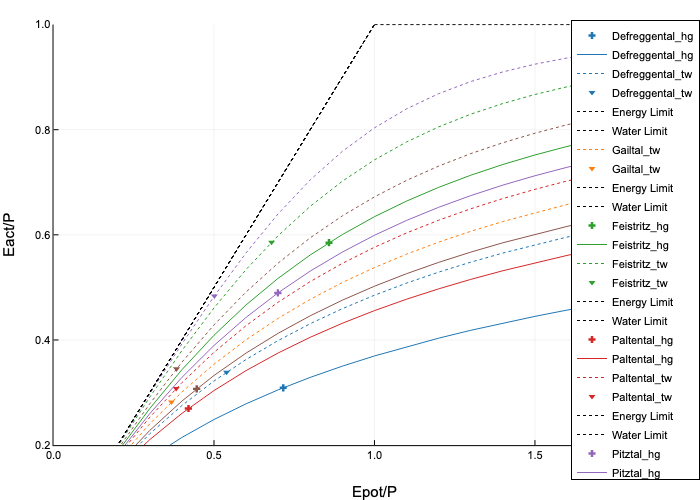 1.0
0.8
0.6
0.4
0.2
Eact/P
0.0
0.5
1.0
1.5
Epot/P
Defreggental_hg
Defreggental_hg
Defreggental_tw
Defreggental_tw
Energy Limit
Water Limit
Gailtal_tw
Gailtal_tw
Energy Limit
Water Limit
Feistritz_hg
Feistritz_hg
Feistritz_tw
Feistritz_tw
Energy Limit
Water Limit
Paltental_hg
Paltental_hg
Paltental_tw
Paltental_tw
Energy Limit
Water Limit
Pitztal_hg
Pitztal_hg